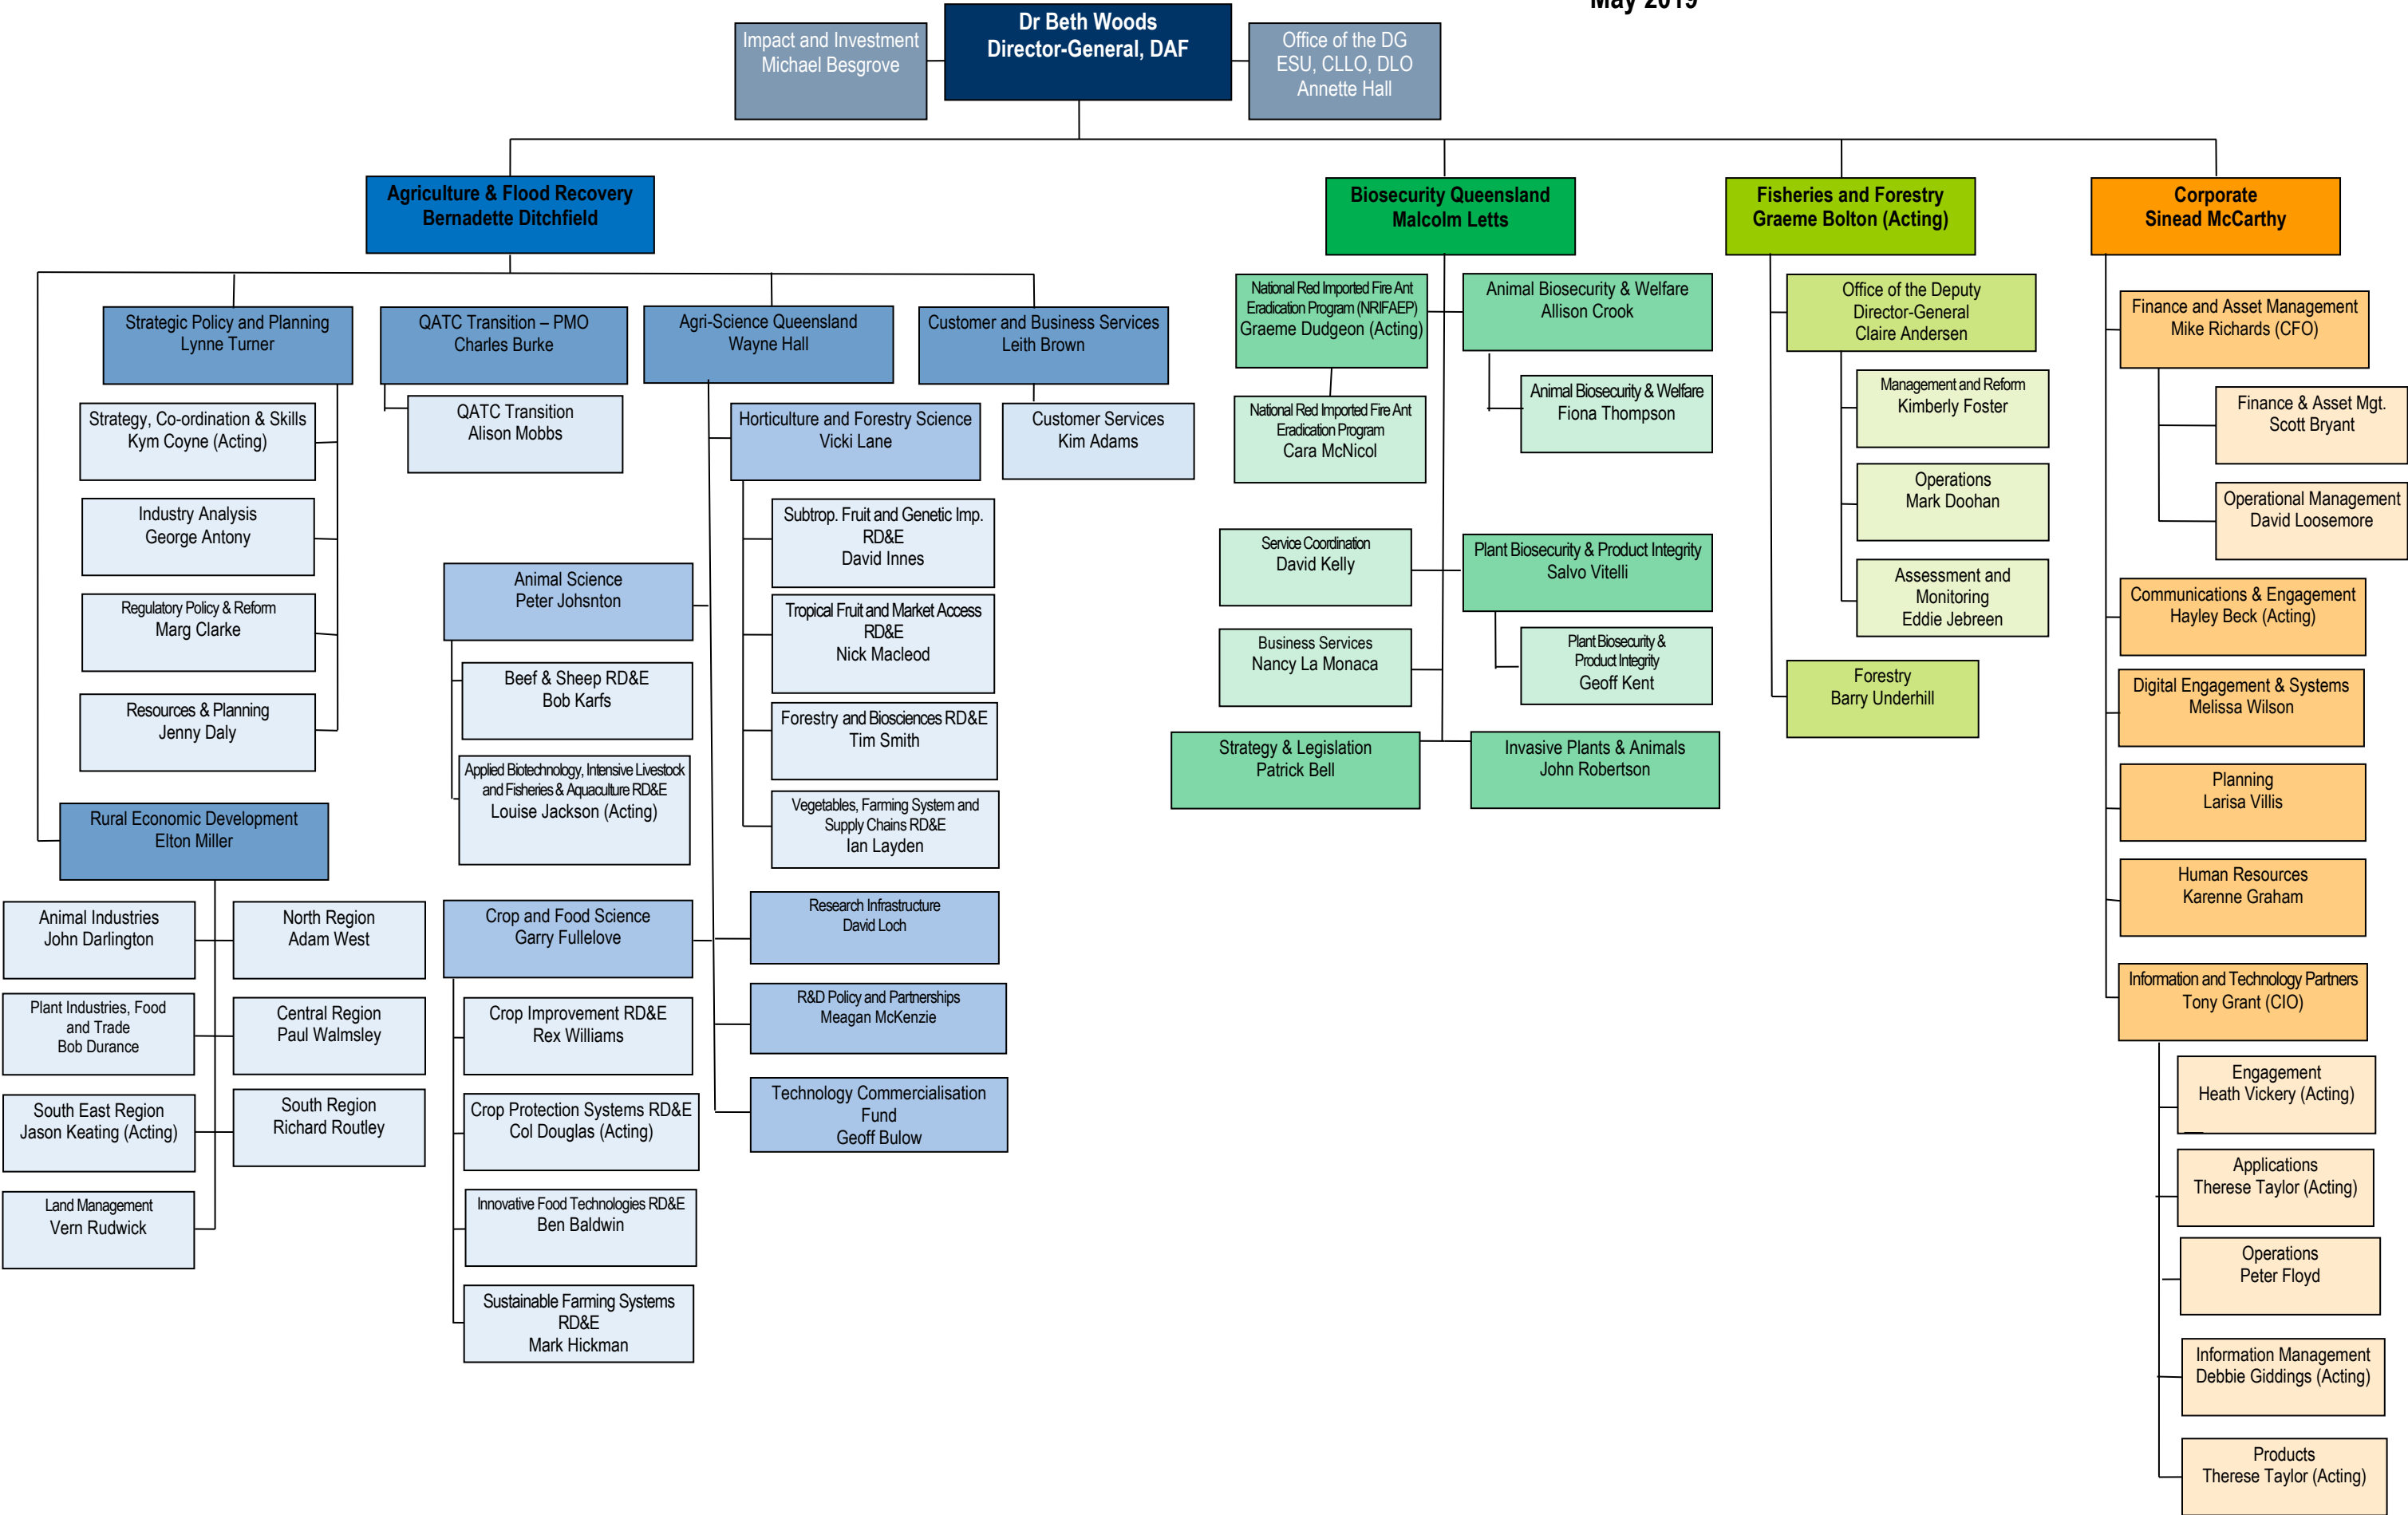 May 2019
Dr Beth Woods
Director-General, DAF
Impact and Investment
Michael Besgrove
Office of the DG
ESU, CLLO, DLO
Annette Hall
Agriculture & Flood Recovery
Bernadette Ditchfield
Biosecurity Queensland
Malcolm Letts
Fisheries and Forestry
Graeme Bolton (Acting)
Corporate
Sinead McCarthy
Strategic Policy and Planning
Lynne Turner
Strategy, Co-ordination & Skills
Kym Coyne (Acting)
Industry Analysis
George Antony
Regulatory Policy & Reform
Marg Clarke
Resources & Planning
Jenny Daly
QATC Transition – PMO
Charles Burke
QATC Transition
Alison Mobbs
Agri-Science Queensland
Wayne Hall
Horticulture and Forestry Science
Vicki Lane
Subtrop. Fruit and Genetic Imp.
RD&E
David Innes
Tropical Fruit and Market Access
RD&E
Nick Macleod
Forestry and Biosciences RD&E
Tim Smith
Vegetables, Farming System and
Supply Chains RD&E
Ian Layden
Animal Science
Peter Johsnton
Beef & Sheep RD&E
Bob Karfs
Applied Biotechnology, Intensive Livestock
and Fisheries & Aquaculture RD&E
Louise Jackson (Acting)
Crop and Food Science
Garry Fullelove
Crop Improvement RD&E
Rex Williams
Crop Protection Systems RD&E
Col Douglas (Acting)
Innovative Food Technologies RD&E
Ben Baldwin
Sustainable Farming Systems
RD&E
Mark Hickman
Research Infrastructure
David Loch
R&D Policy and Partnerships
Meagan McKenzie
Technology Commercialisation
Fund
Geoff Bulow
Customer and Business Services
Leith Brown
Customer Services
Kim Adams
Rural Economic Development
Elton Miller
Animal Industries
John Darlington
North Region
Adam West
Plant Industries, Food
and Trade
Bob Durance
Central Region
Paul Walmsley
South East Region
Jason Keating (Acting)
South Region
Richard Routley
Land Management
Vern Rudwick
National Red Imported Fire Ant
Eradication Program (NRIFAEP)
Graeme Dudgeon (Acting)
National Red Imported Fire Ant
Eradication Program
Cara McNicol
Animal Biosecurity & Welfare
Allison Crook
Animal Biosecurity & Welfare
Fiona Thompson
Service Coordination
David Kelly
Plant Biosecurity & Product Integrity
Salvo Vitelli
Business Services
Nancy La Monaca
Plant Biosecurity &
Product Integrity
Geoff Kent
Strategy & Legislation
Patrick Bell
Invasive Plants & Animals
John Robertson
Office of the Deputy
Director-General
Claire Andersen
Management and Reform
Kimberly Foster
Operations
Mark Doohan
Assessment and
Monitoring
Eddie Jebreen
Forestry
Barry Underhill
Finance and Asset Management
Mike Richards (CFO)
Finance & Asset Mgt.
Scott Bryant
Operational Management
David Loosemore
Communications & Engagement
Hayley Beck (Acting)
Digital Engagement & Systems
Melissa Wilson
Planning
Larisa Villis
Human Resources
Karenne Graham
Information and Technology Partners
Tony Grant (CIO)
Engagement
Heath Vickery (Acting)
Applications
Therese Taylor (Acting)
Operations
Peter Floyd
Information Management
Debbie Giddings (Acting)
Products
Therese Taylor (Acting)